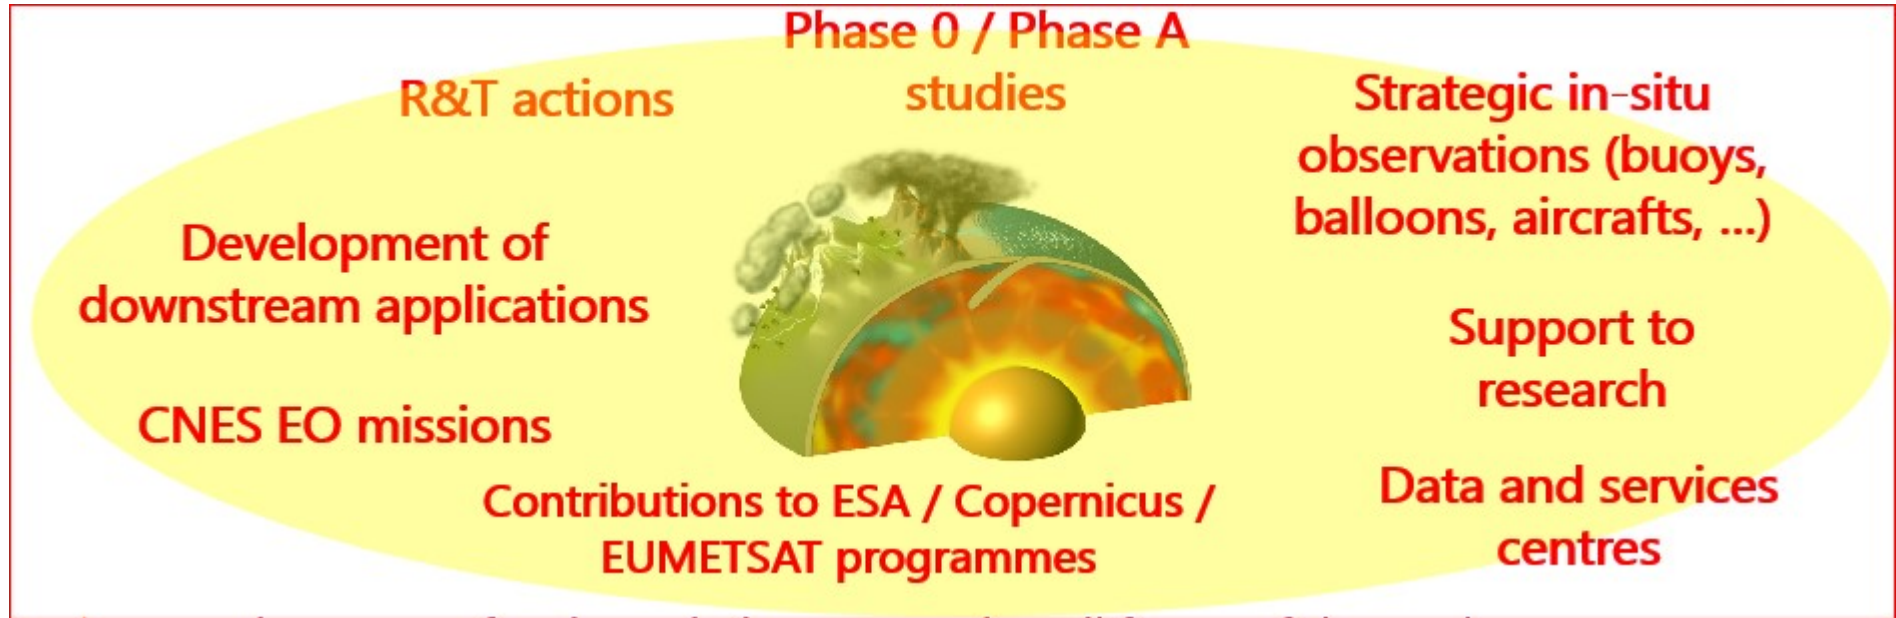 Phase 0 / Phase A
studies
R&T actions
Strategic in-situ
observations (buoys,
balloons, aircrafts, ...)
Development of
downstream applications
Support to
research
CNES EO missions
Data and services
centres
Contributions to ESA / Copernicus /
EUMETSAT programmes